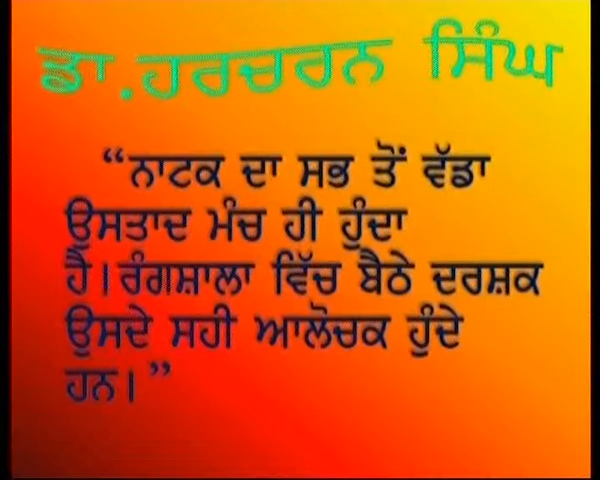 ਡਾ.ਹਰਚਰਨ ਸਿੰਘ
“ਨਾਟਕ ਦਾ ਸਭ ਤੋਂ ਵੱਡਾ
ਉਸਤਾਦ ਮੰਚ ਹੀ ਹੁੰਦਾ
ਹੈ।ਰੰਗਸ਼ਾਲਾ ਵਿੱਚ ਬੈਠੇ ਦਰਸ਼ਕ
ਉਸਦੇ ਸਹੀ ਆਲੋਚਕ ਹੁੰਦੇ
ਹਨ।”